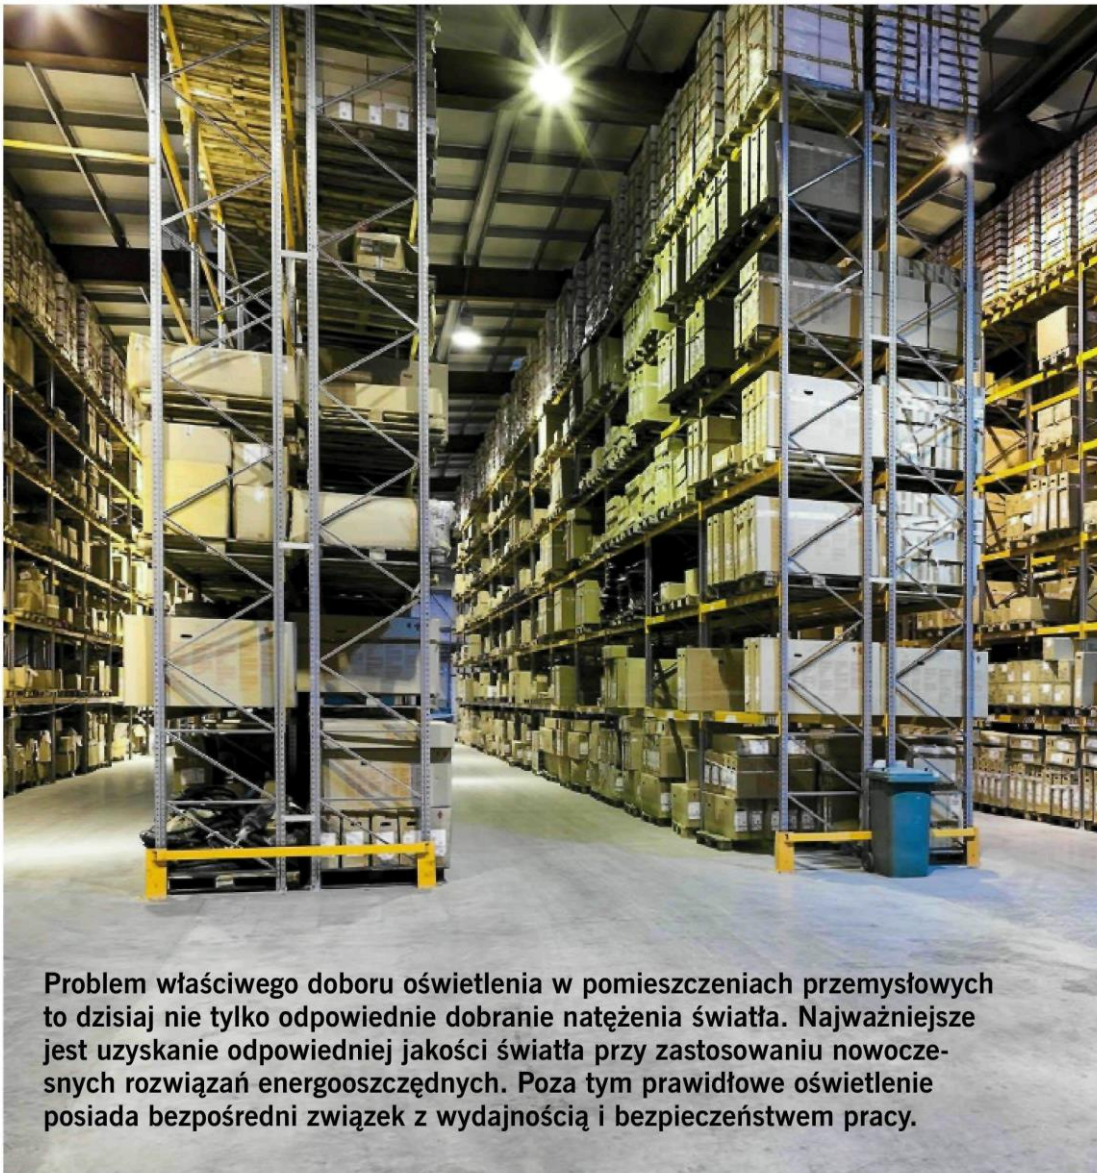 Problem właściwego doboru oświetlenia w pomieszczeniach przemysłowych
to dzisiaj nie tylko odpowiednie dobranie natężenia światła. Najważniejsze
jest uzyskanie odpowiedniej jakości światła przy zastosowaniu nowocze-
snych rozwiązań energooszczędnych. Poza tym prawidłowe oświetlenie
posiada bezpośredni związek z wydajnością i bezpieczeństwem pracy.